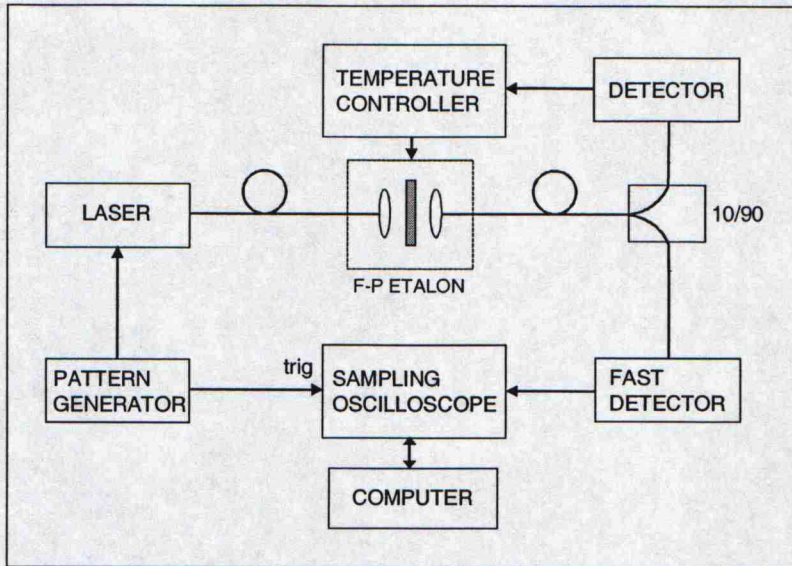 TEMPERATURE
CONTROLLER
DETECTOR
LASER
10/90
F-P ETALON
PATTERN
GENERATOR
trig
SAMPLING
OSCILLOSCOPE
FAST
DETECTOR
COMPUTER